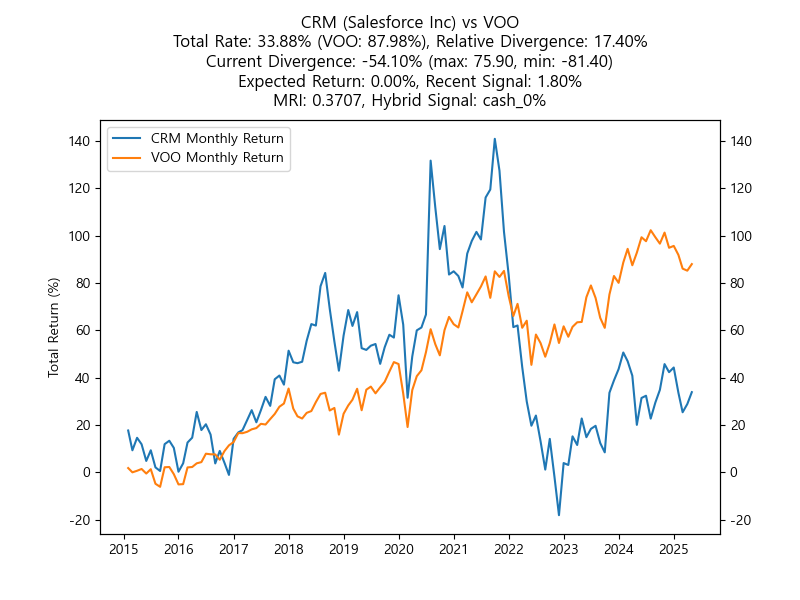 CRM (Salesforce Inc) vs VOO
Total Rate: 33.88% (VOO: 87.98%), Relative Divergence: 17.40%
Current Divergence: -54.10% (max: 75.90, min: -81.40)
Expected Return: 0.00%, Recent Signal: 1.80%
MRI: 0.3707, Hybrid Signal: cash_0%
CRM Monthly Return
VOO Monthly Return
Total Return (%)
140 140
120 120
100 100
80 80
60 60
40 40
20 20
0 0
-20 -20
2015 2016 2017 2018 2019 2020 2021 2022 2023 2024 2025